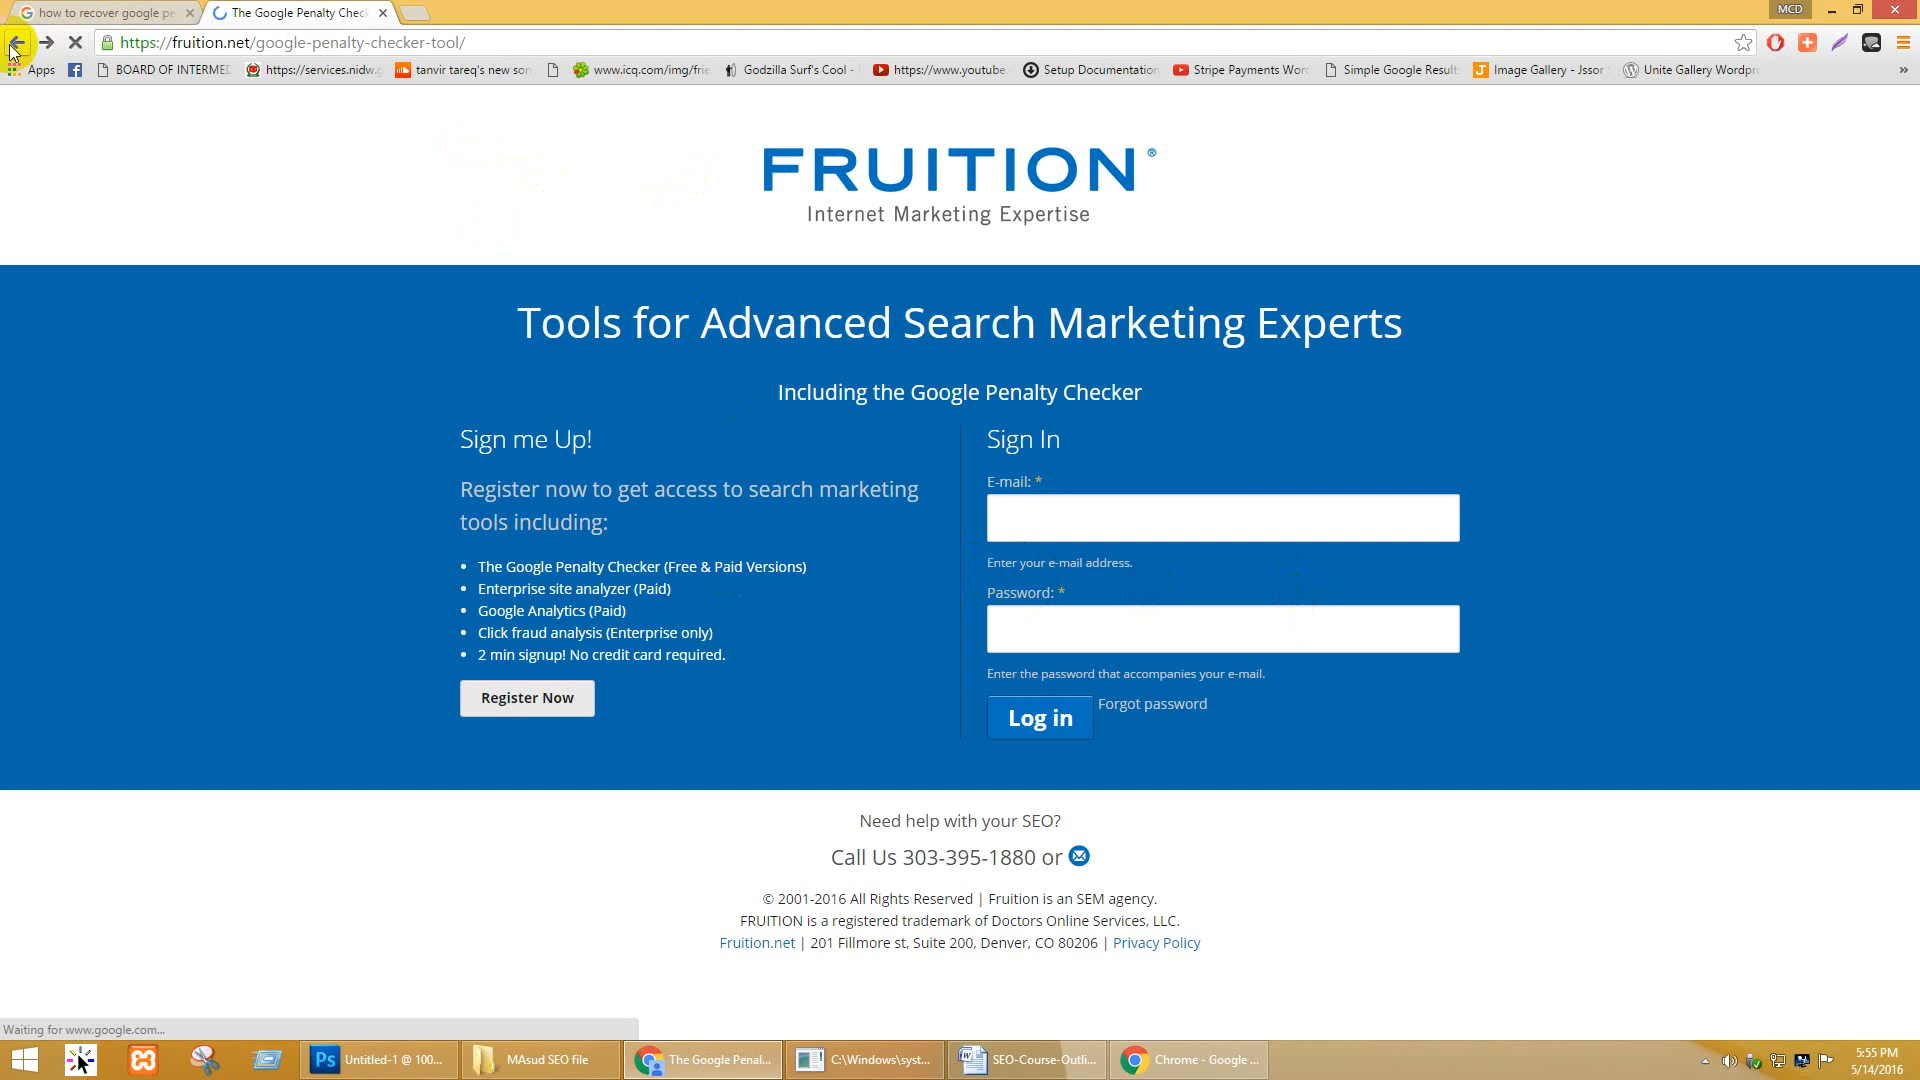 how to recover google pe
The Google Penalty Chec
MCD
https://fruition.net/google-penalty-checker-tool/
Apps
BOARD OF INTERMED
https://services.nidw.g
tanvir tareq's new son
www.icq.com/img/frie
Godzilla Surf's Cool -
https://www.youtube.
Setup Documentation
Stripe Payments Word
Simple Google Result
Image Gallery - Jssor
Unite Gallery Wordpr
»
FRUITION®
Internet Marketing Expertise
Tools for Advanced Search Marketing Experts
Including the Google Penalty Checker
Sign me Up!
Register now to get access to search marketing
tools including:
• The Google Penalty Checker (Free & Paid Versions)
• Enterprise site analyzer (Paid)
• Google Analytics (Paid)
• Click fraud analysis (Enterprise only)
• 2 min signup! No credit card required.
Register Now
Sign In
E-mail: *
Enter your e-mail address.
Password: *
Enter the password that accompanies your e-mail.
Log in
Forgot password
Need help with your SEO?
Call Us 303-395-1880 or
© 2001-2016 All Rights Reserved | Fruition is an SEM agency.
FRUITION is a registered trademark of Doctors Online Services, LLC.
Fruition.net | 201 Fillmore st, Suite 200, Denver, CO 80206 | Privacy Policy
Waiting for www.google.com...
Ps
Untitled-1 @ 100...
MAsud SEO file
The Google Penal...
C:\Windows\syst...
SEO-Course-Outli...
Chrome - Google ...
5:55 PM
5/14/2016